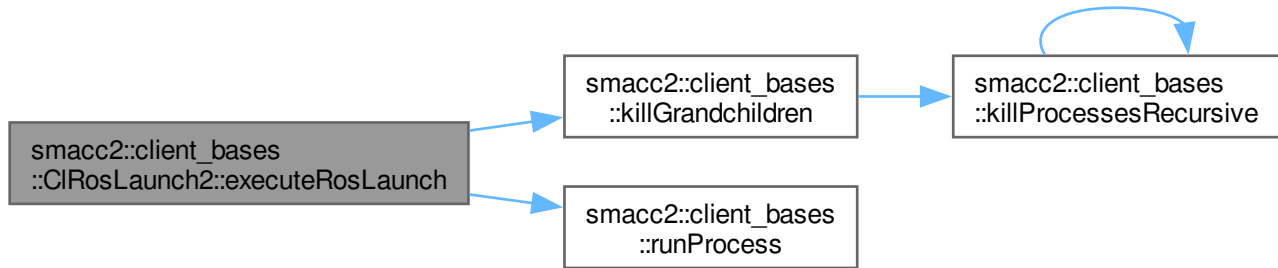 smacc2::client_bases
::ClRosLaunch2::executeRosLaunch
smacc2::client_bases
::killGrandchildren
smacc2::client_bases
::killProcessesRecursive
smacc2::client_bases
::runProcess